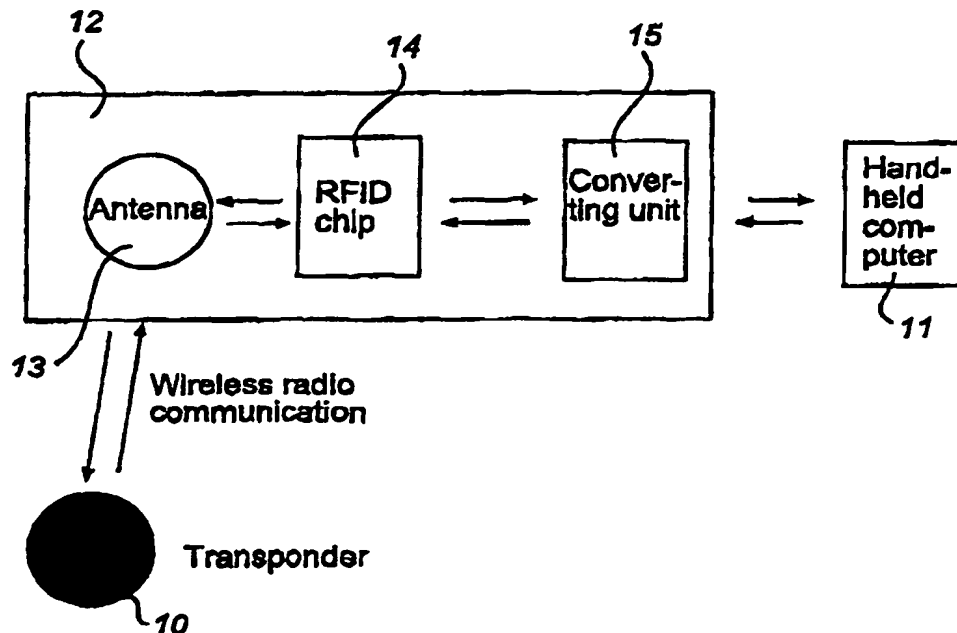 12
14
15
Antenna
RFID
chip
Conver-
ting unit
Hand-
held
com-
puter
13
11
Wireless radio
communication
Transponder
10